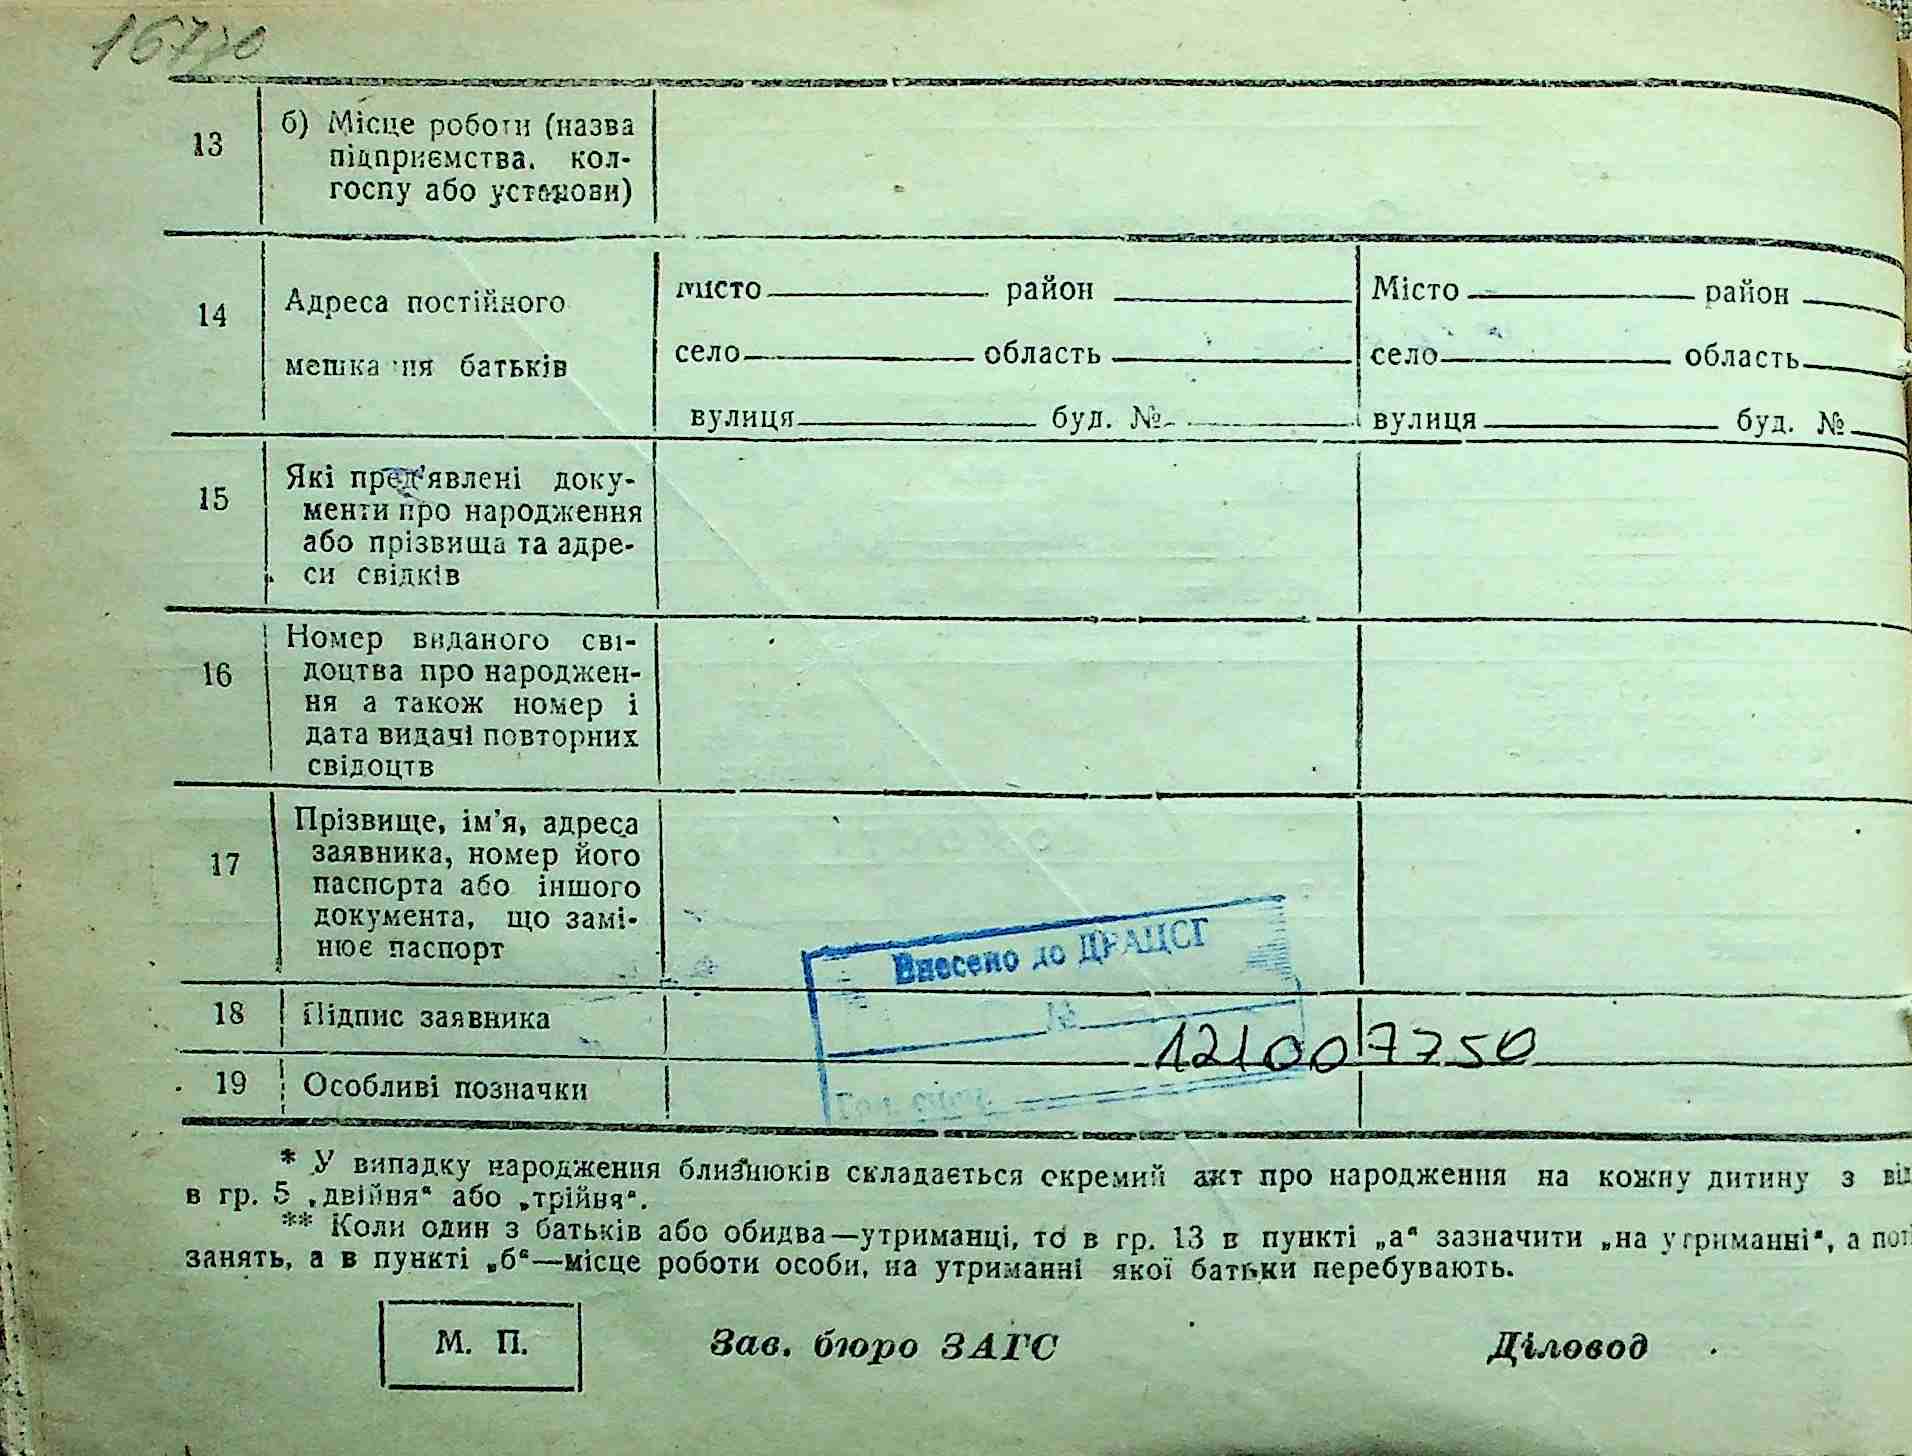 13 б) Місце роботи (назва
підприємства, кол-
госпу або установи)
14 Адреса постійного
мешкання батьків
місто район
село область
вулиця буд. №
Місто район
село область
вулиця буд. №
15 Які пред'явлені доку-
менти про народження
або прізвища та адре-
си свідків
16 Номер виданого сві-
доцтва про народжен-
ня а також номер і
дата видачі повторних
свідоцтв
17 Прізвище, ім'я, адреса
заявника, номер його
паспорта або іншого
документа, що замі-
нює паспорт
Внесено до ДРАЦСГ
18 Підпис заявника
1210077750
19 Особливі позначки
* У випадку народження близнюків складається окремий акт про народження на кожну дитину з від
в гр. 5 „двійня“ або „трійня“.
** Коли один з батьків або обидва—утриманці, то в гр. 13 в пункті „а“ зазначити „на утриманні“, а пот
занять, а в пункті „б“—місце роботи особи, на утриманні якої батьки перебувають.
М. П.
Зав. бюро ЗАГС
Діловод